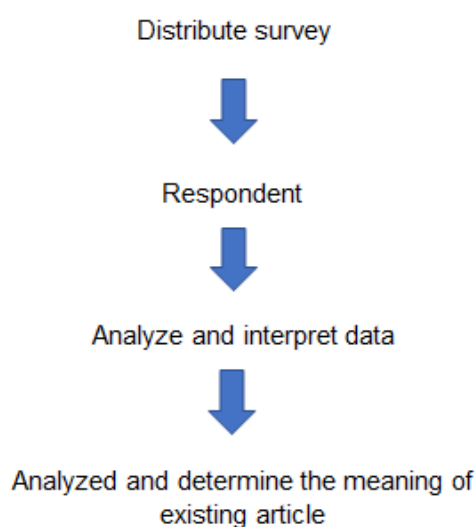 Distribute survey
Respondent
Analyze and interpret data
Analyzed and determine the meaning of
existing article